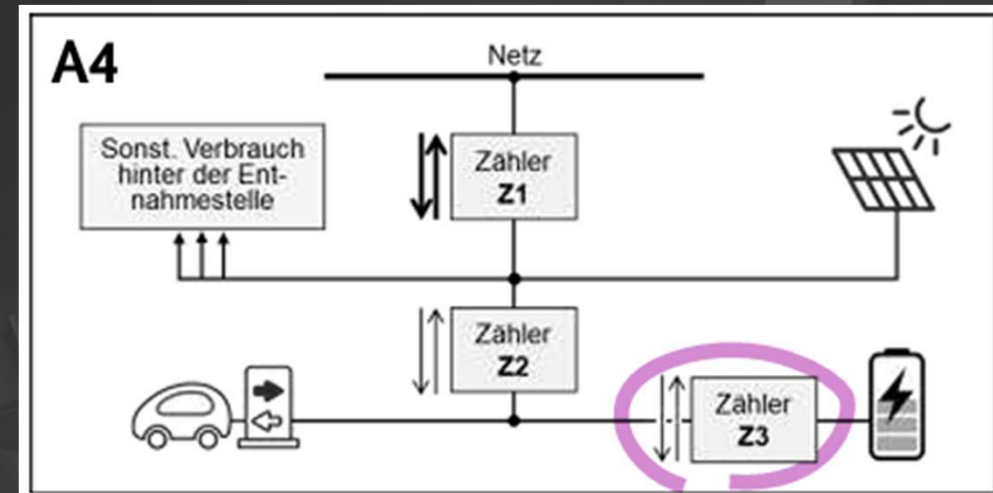 A4
Netz
Sonst. Verbrauch
hinter der Ent-
nahmestelle
Zähler
Z1
Zähler
Z2
Zähler
Z3